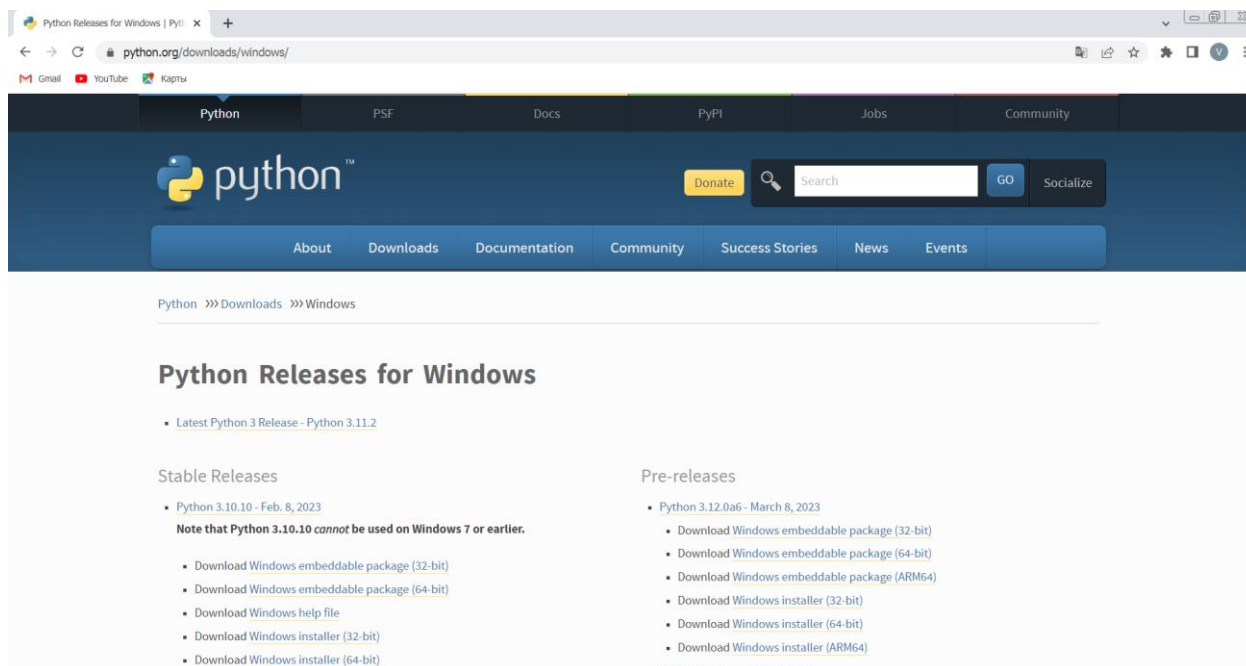 Python Releases for Windows | Pyt
python.org/downloads/windows/
V
Gmail YouTube Карты
Python PSF Docs PyPI Jobs Community
python™
Donate Search GO Socialize
About Downloads Documentation Community Success Stories News Events
Python >>> Downloads >>> Windows
Python Releases for Windows
Latest Python 3 Release - Python 3.11.2
Stable Releases
Python 3.10.10 - Feb. 8, 2023
Note that Python 3.10.10 cannot be used on Windows 7 or earlier.
Download Windows embeddable package (32-bit)
Download Windows embeddable package (64-bit)
Download Windows help file
Download Windows installer (32-bit)
Download Windows installer (64-bit)
Pre-releases
Python 3.12.0a6 - March 8, 2023
Download Windows embeddable package (32-bit)
Download Windows embeddable package (64-bit)
Download Windows embeddable package (ARM64)
Download Windows installer (32-bit)
Download Windows installer (64-bit)
Download Windows installer (ARM64)